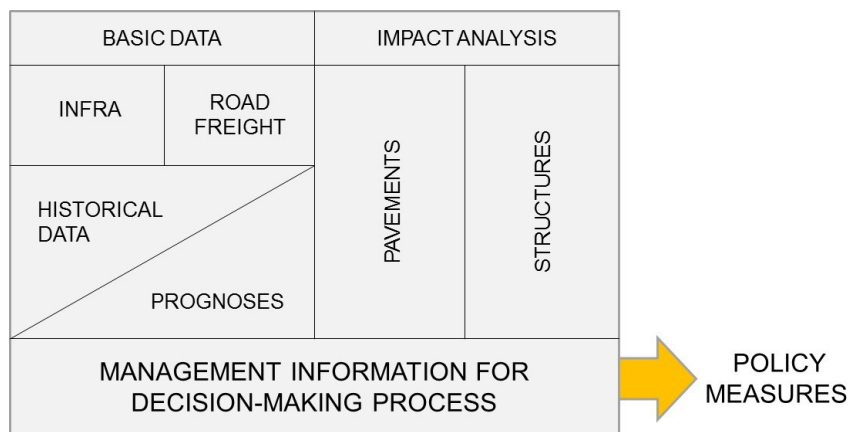 BASIC DATA
IMPACT ANALYSIS
INFRA
ROAD
FREIGHT
HISTORICAL
DATA
PROGNOSES
PAVEMENTS
STRUCTURES
MANAGEMENT INFORMATION FOR
DECISION-MAKING PROCESS
POLICY
MEASURES